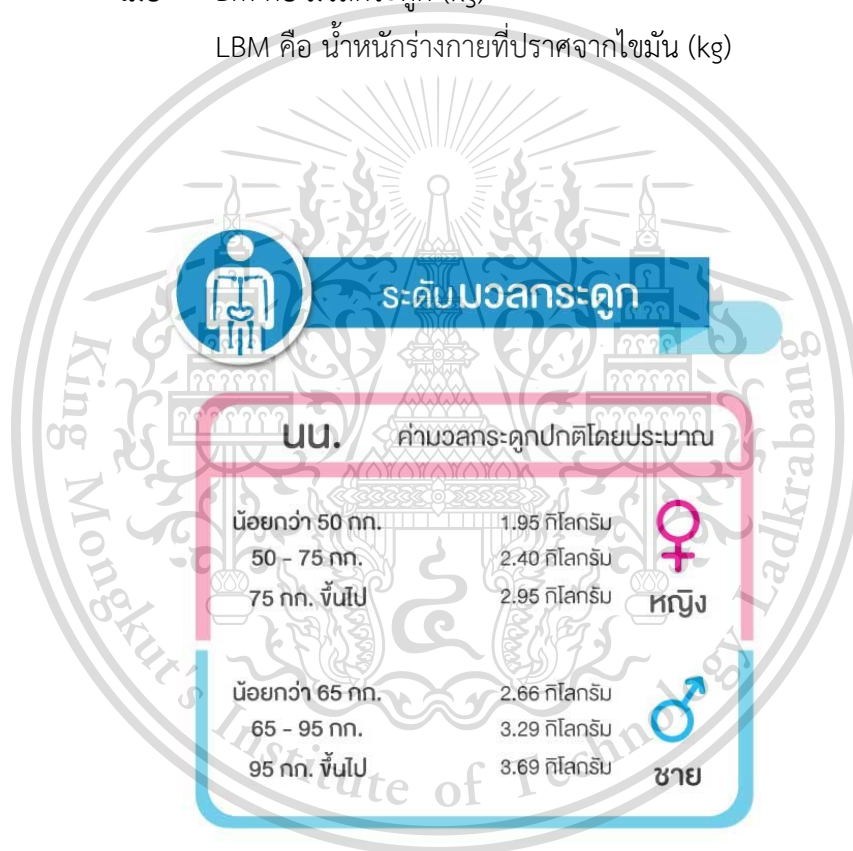 LBM คือ น้ำหนักร่างกายที่ปราศจากไขมัน (kg)
ระดับมวลกระดูก
นน. ค่ามวลกระดูกปกติโดยประมาณ
น้อยกว่า 50 กก. 1.95 กิโลกรัม
50 - 75 กก. 2.40 กิโลกรัม
75 กก. ขึ้นไป 2.95 กิโลกรัม
หญิง
น้อยกว่า 65 กก. 2.66 กิโลกรัม
65 - 95 กก. 3.29 กิโลกรัม
95 กก. ขึ้นไป 3.69 กิโลกรัม
ชาย
King Mongkut's Institute of Technology Ladkrabang